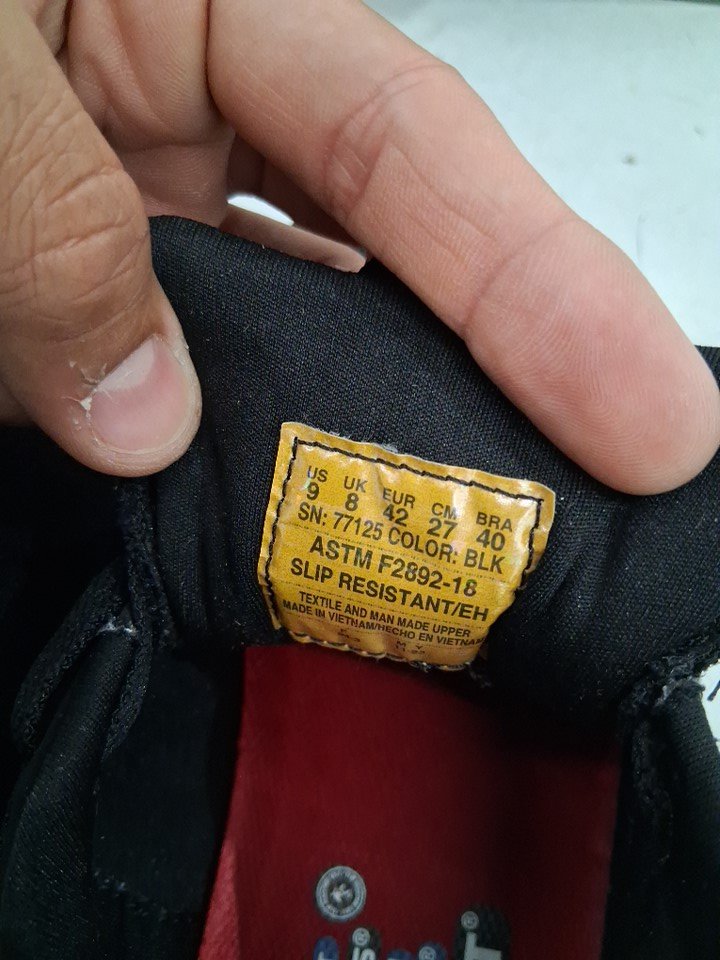 US UK EUR CM BRA
9 8 42 27 40
SN: 77125 COLOR: BLK
ASTM F2892-18
SLIP RESISTANT/EH
TEXTILE AND MAN MADE UPPER
MADE IN VIETNAM/HECHO EN VIETNAM
M Y